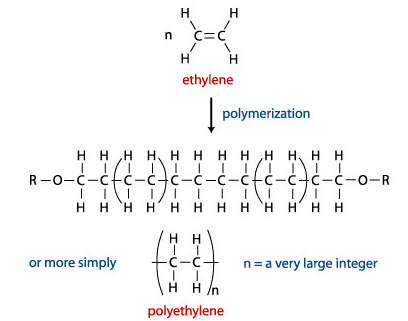 H H
n C=C
H H
ethylene
polymerization
H H H H H H H H H H H H
R–O–C–C–C–C–C–C–C–C–C–C–C–C–O–R
H H H H H H H H H H H H
H H
or more simply –C–C– n = a very large integer
H H n
polyethylene